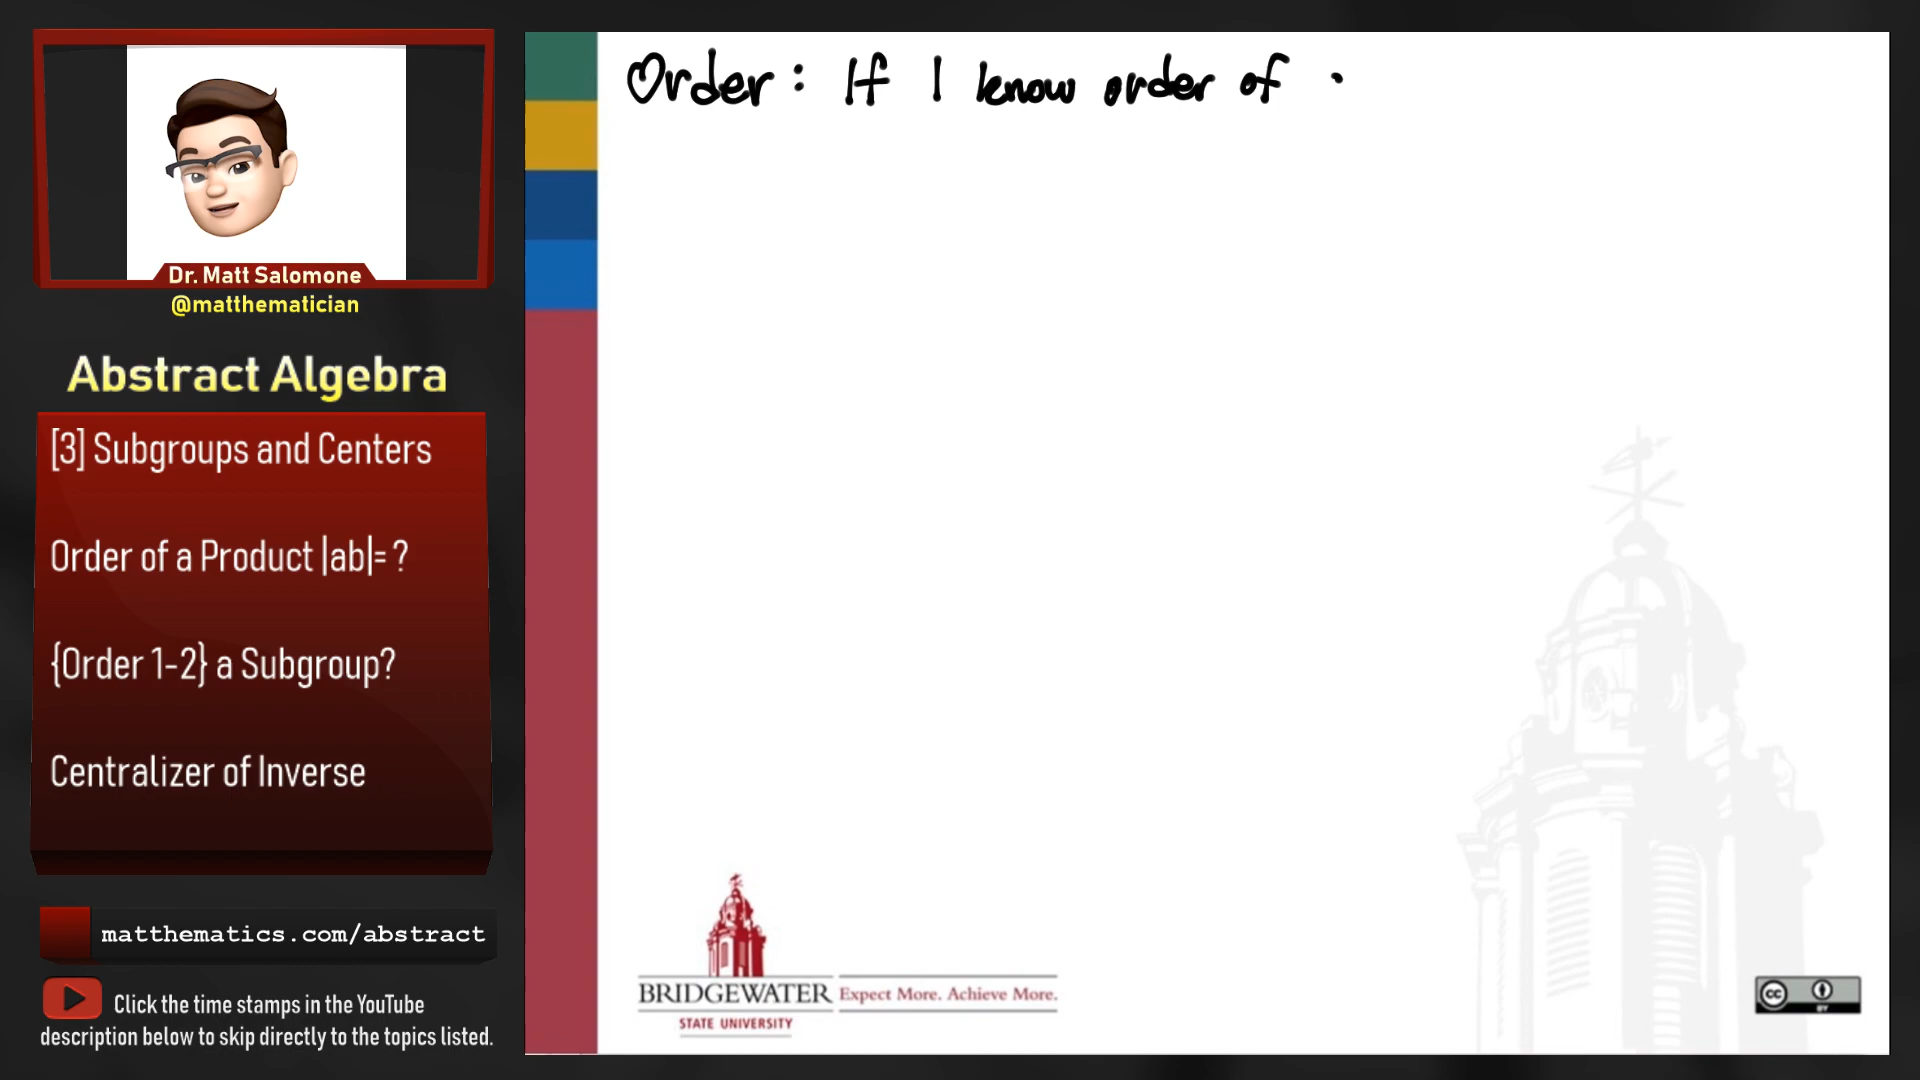 Dr. Matt Salomone
@matthematician
Abstract Algebra
[3] Subgroups and Centers
Order of a Product |ab|= ?
{Order 1-2} a Subgroup?
Centralizer of Inverse
matthematics.com/abstract
Click the time stamps in the YouTube
description below to skip directly to the topics listed.
Order: If I know order of
BRIDGEWATER
STATE UNIVERSITY
Expect More. Achieve More.
cc
BY